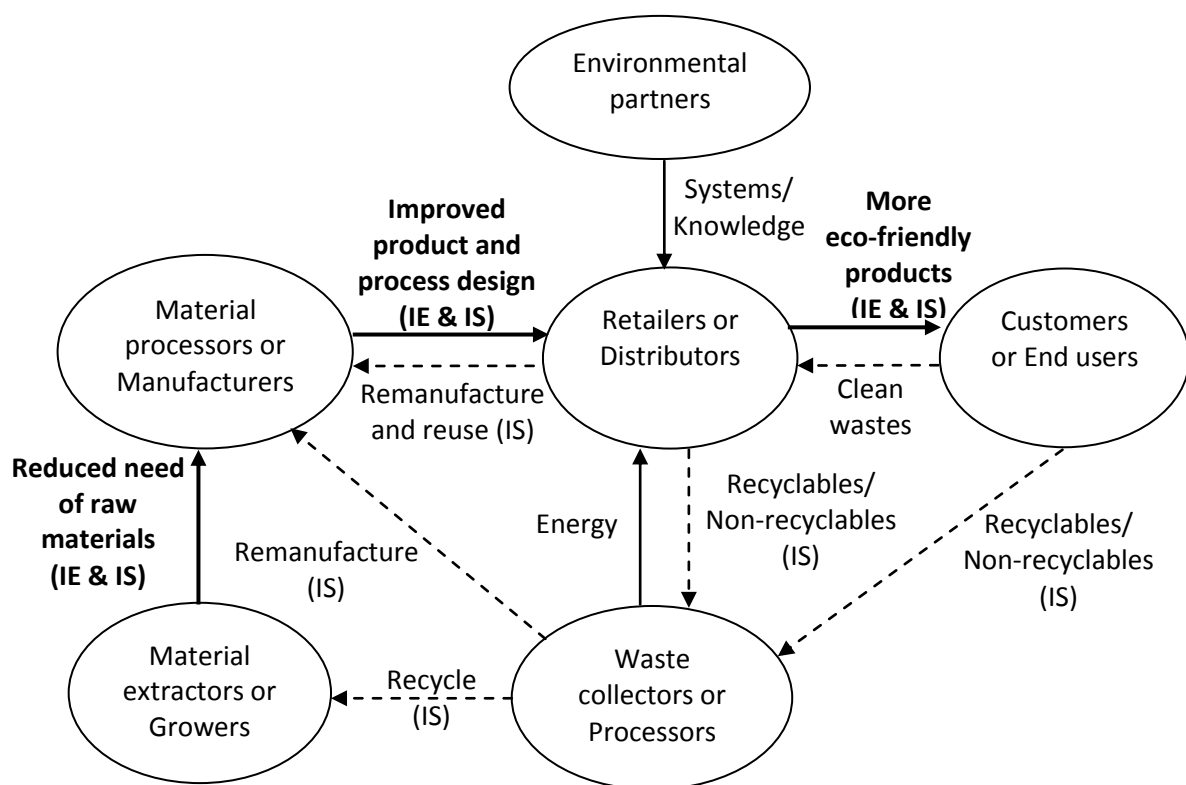 Environmental
partners
Systems/
Knowledge
Improved
product and
process design
(IE & IS)
More
eco-friendly
products
(IE & IS)
Material
processors or
Manufacturers
Retailers or
Distributors
Customers
or End users
Remanufacture
and reuse (IS)
Clean
wastes
Reduced need
of raw
materials
(IE & IS)
Remanufacture
(IS)
Energy
Recyclables/
Non-recyclables
(IS)
Recyclables/
Non-recyclables
(IS)
Material
extractors or
Growers
Recycle
(IS)
Waste
collectors or
Processors